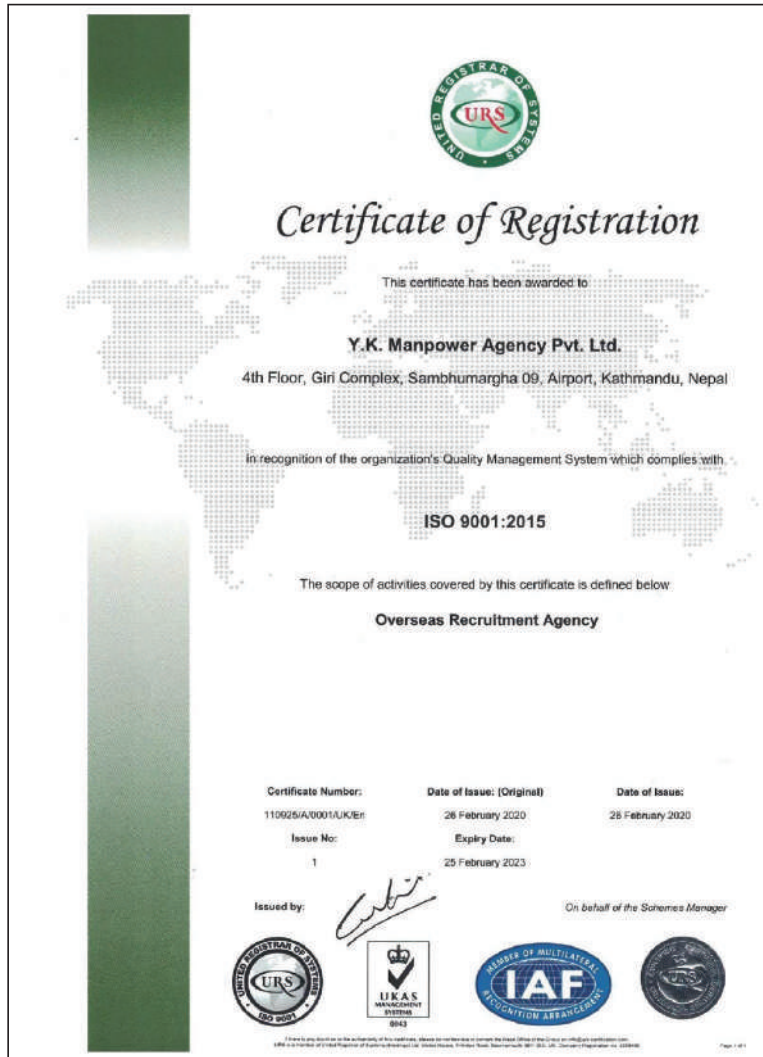 UNITED REGISTRAR OF SYSTEMS
URS
Certificate of Registration
This certificate has been awarded to
Y.K. Manpower Agency Pvt. Ltd.
4th Floor, Giri Complex, Sambhumargha 09, Airport, Kathmandu, Nepal
in recognition of the organization's Quality Management System which complies with
ISO 9001:2015
The scope of activities covered by this certificate is defined below
Overseas Recruitment Agency
Certificate Number: Date of Issue: (Original) Date of Issue:
110925/A/0001/UK/En 26 February 2020 26 February 2020
Issue No: Expiry Date:
1 25 February 2023
Issued by: On behalf of the Schemes Manager
UNITED REGISTRAR OF SYSTEMS
URS
ISO 9001
UKAS
MANAGEMENT
SYSTEMS
0043
MEMBER OF MULTILATERAL
IAF
RECOGNITION ARRANGEMENT
URS
Page 1 of 1